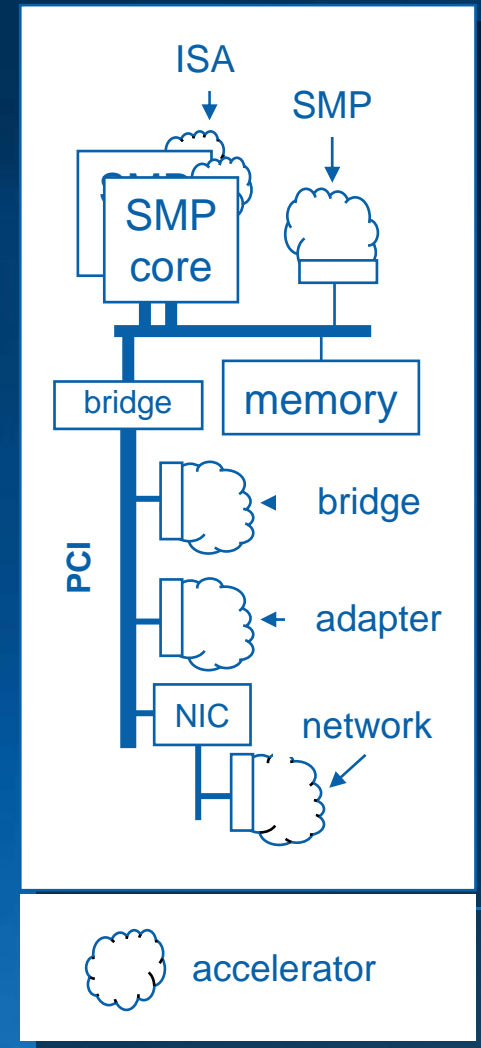 ISA
SMP
SMP
core
bridge
memory
bridge
PCI
adapter
NIC
network
accelerator